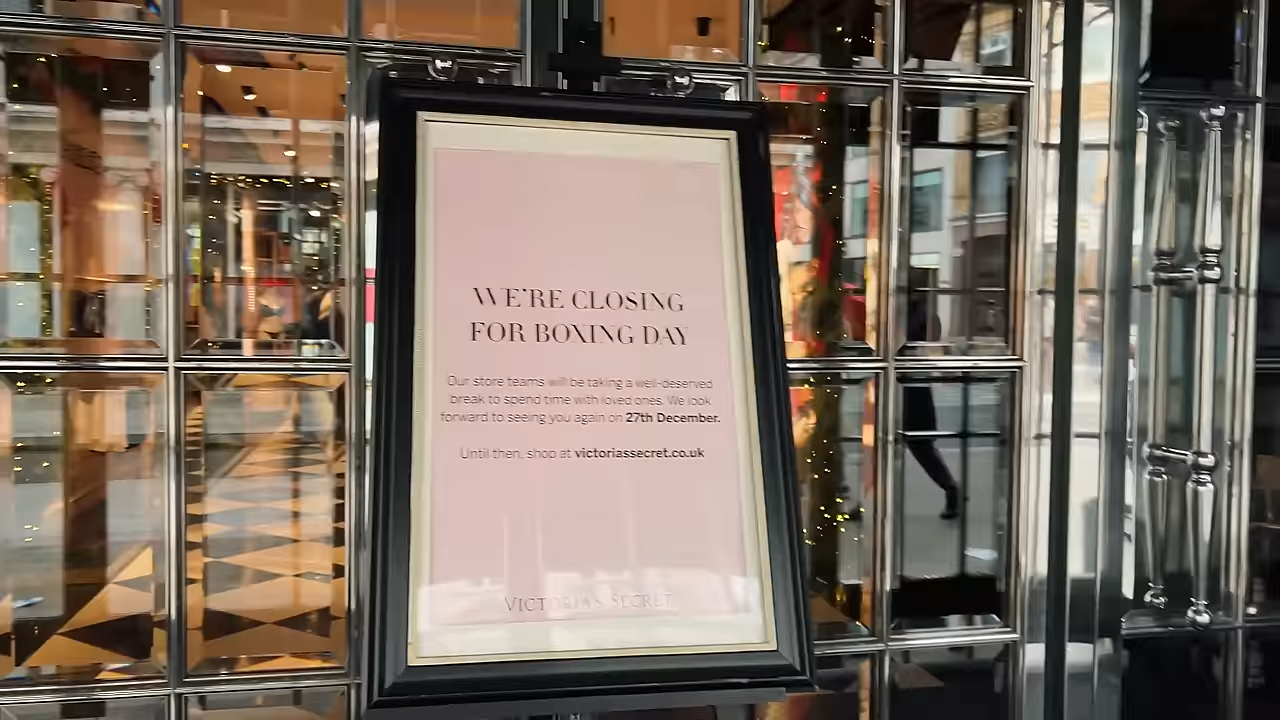 WE'RE CLOSING
FOR BOXING DAY
Our store teams will be taking a well-deserved
break to spend time with loved ones. We look
forward to seeing you again on 27th December.
Until then, shop at victoriassecret.co.uk
VICTORIA'S SECRET